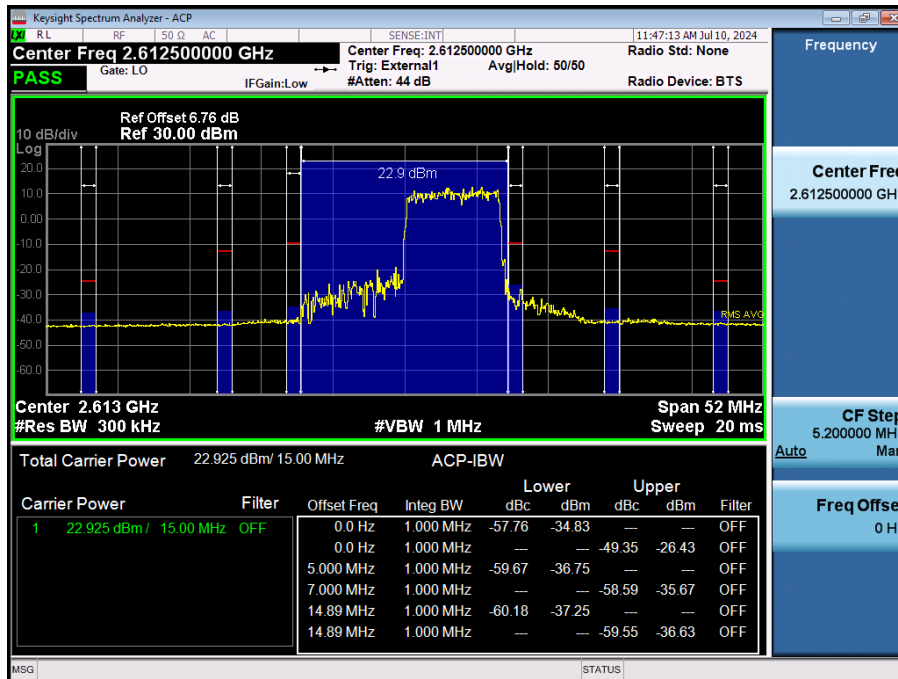 Keysight Spectrum Analyzer - ACP
LXI RL RF 50 Ω AC SENSE:INT 11:47:13 AM Jul 10, 2024
Center Freq 2.612500000 GHz
Center Freq: 2.612500000 GHz
Radio Std: None
Gate: LO
Trig: External1
Avg|Hold: 50/50
PASS
IFGain:Low
#Atten: 44 dB
Radio Device: BTS
Ref Offset 6.76 dB
10 dB/div Ref 30.00 dBm
Log
22.9 dBm
20.0
10.0
0.00
-10.0
-20.0
-30.0
-40.0
-50.0
-60.0
RMS AVG
Center 2.613 GHz Span 52 MHz
#Res BW 300 kHz #VBW 1 MHz Sweep 20 ms
Total Carrier Power 22.925 dBm/ 15.00 MHz ACP-IBW
Lower Upper
Carrier Power Filter Offset Freq Integ BW dBc dBm dBc dBm Filter
1 22.925 dBm / 15.00 MHz OFF
0.0 Hz 1.000 MHz -57.76 -34.83 --- --- OFF
0.0 Hz 1.000 MHz --- --- -49.35 -26.43 OFF
5.000 MHz 1.000 MHz -59.67 -36.75 --- --- OFF
7.000 MHz 1.000 MHz --- --- -58.59 -35.67 OFF
14.89 MHz 1.000 MHz -60.18 -37.25 --- --- OFF
14.89 MHz 1.000 MHz --- --- -59.55 -36.63 OFF
MSG STATUS
Frequency
Center Fre
2.612500000 GH
CF Step
5.200000 MH
Auto Ma
Freq Offse
0 H